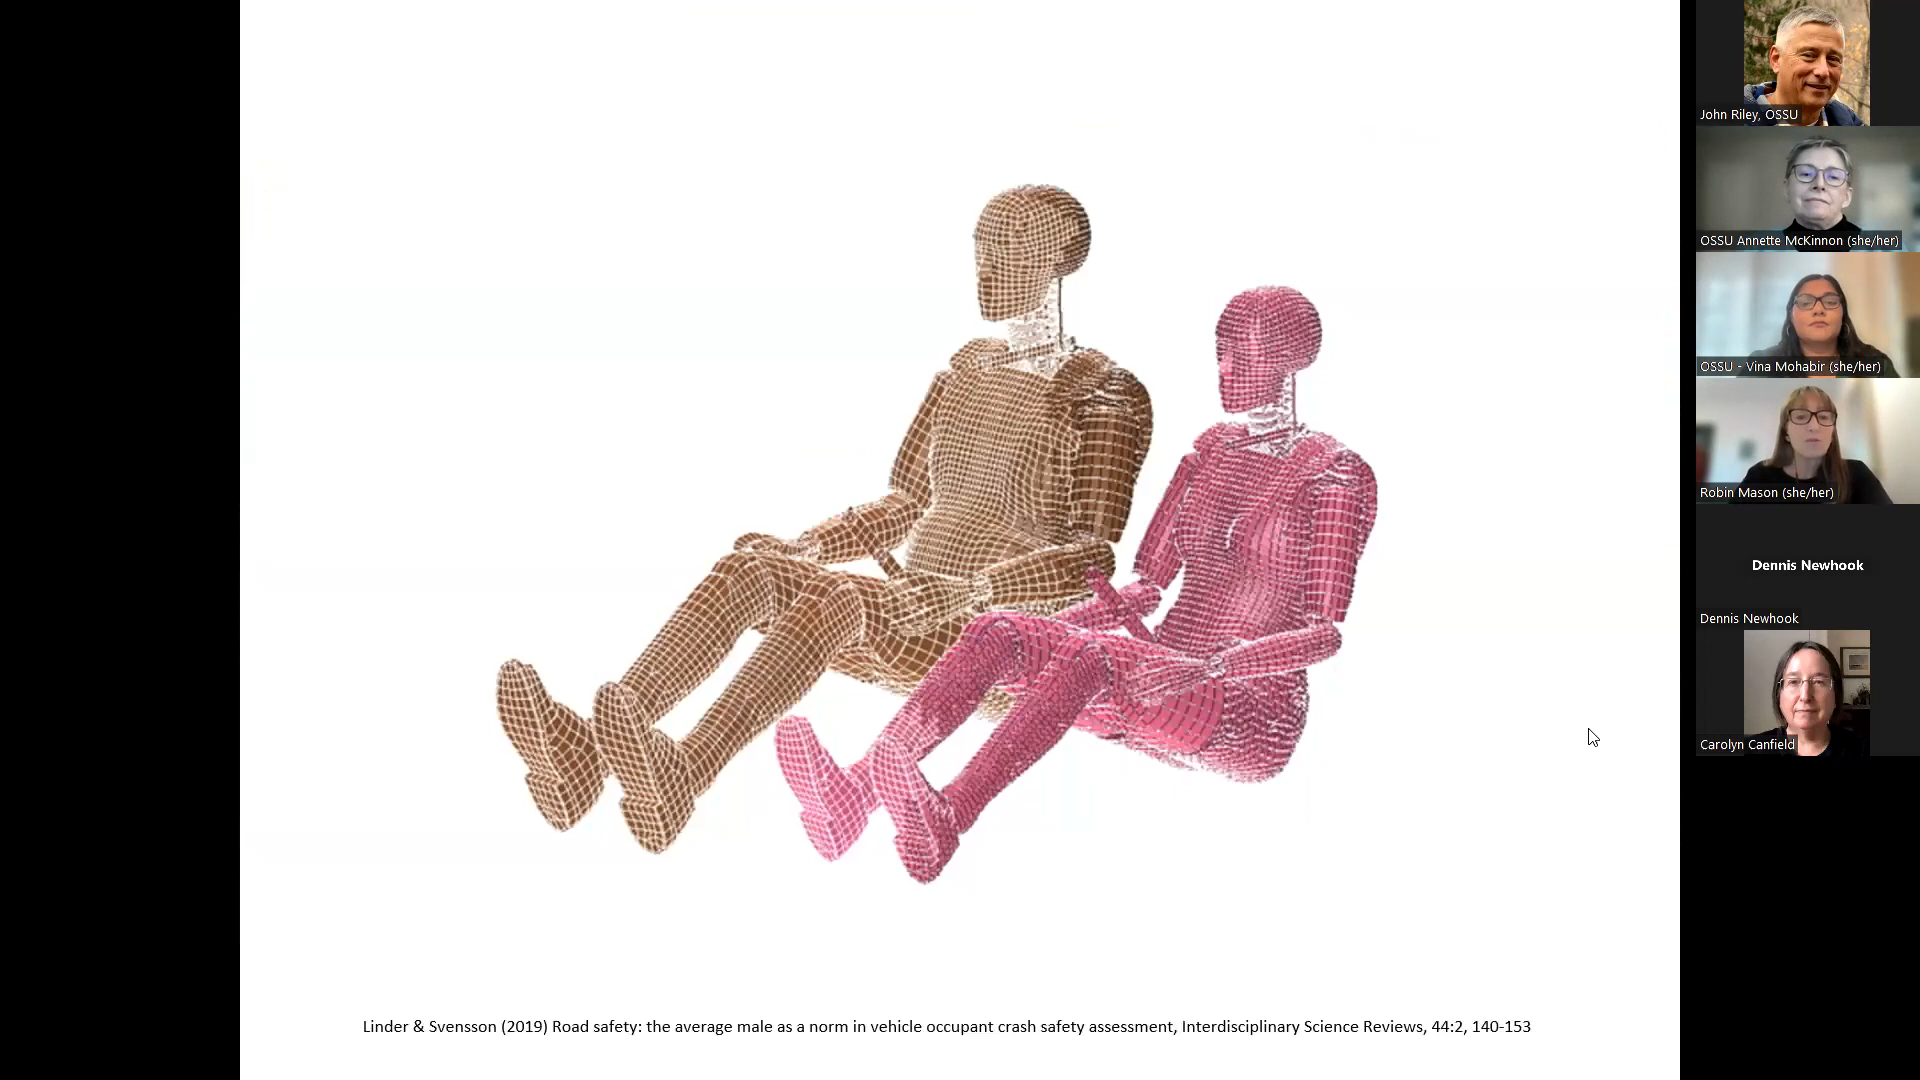 John Riley, OSSU
OSSU Annette McKinnon (she/her)
OSSU - Vina Mohabir (she/her)
Robin Mason (she/her)
Dennis Newhook
Dennis Newhook
Carolyn Canfield
Linder & Svensson (2019) Road safety: the average male as a norm in vehicle occupant crash safety assessment, Interdisciplinary Science Reviews, 44:2, 140-153